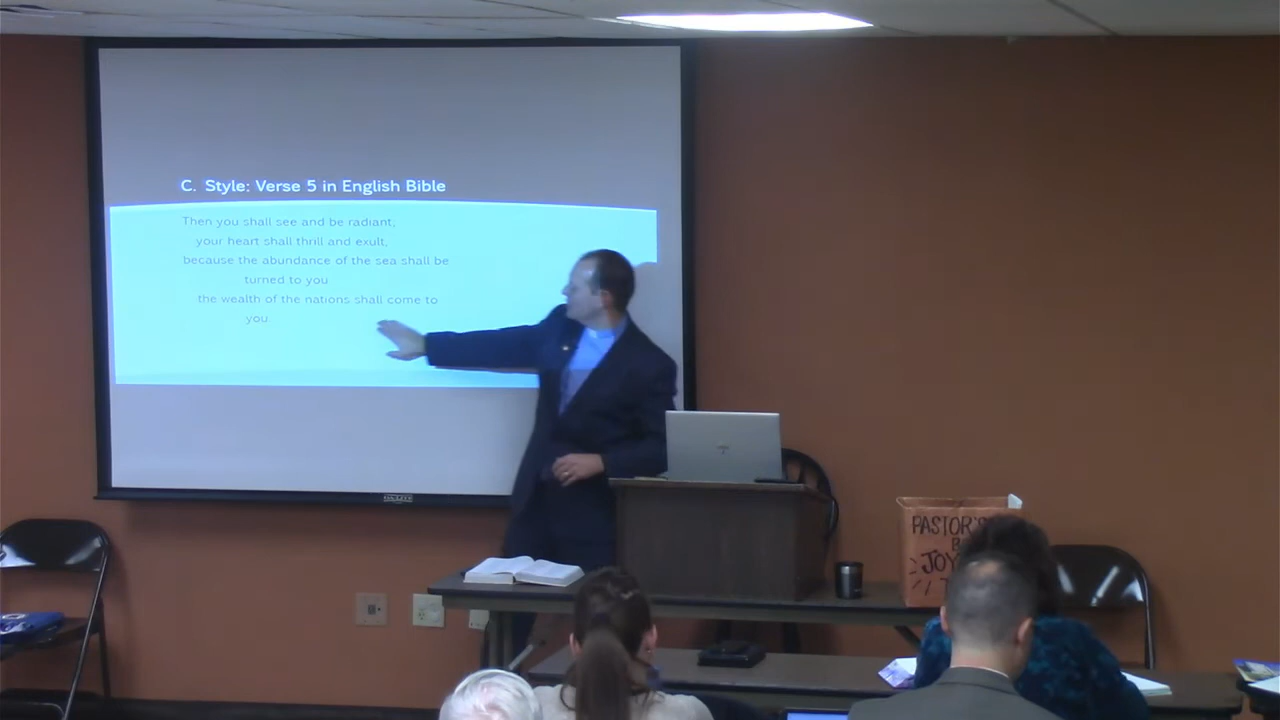 C. Style: Verse 5 in English Bible
Then you shall see and be radiant,
your heart shall thrill and exult,
because the abundance of the sea shall be
turned to you
the wealth of the nations shall come to
you
PASTOR'S
JOY